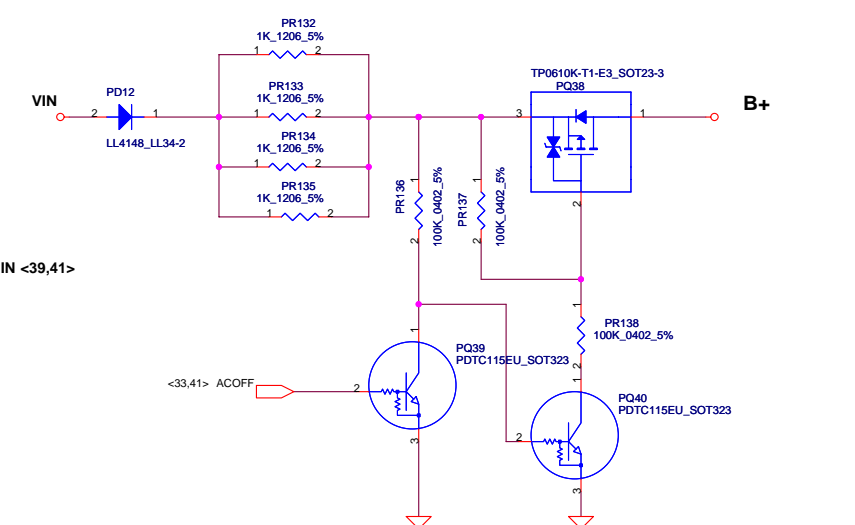 PR132
1K_1206_5%
1 2
VIN
PD12
2 1
LL4148_LL34-2
PR133
1K_1206_5%
1 2
PR134
1K_1206_5%
1 2
PR135
1K_1206_5%
1 2
TP0610K-T1-E3_SOT23-3
PQ38
3 1
2
B+
PR136
100K_0402_5%
1
2
PR137
100K_0402_5%
1
2
IN <39,41>
PR138
100K_0402_5%
1
2
PQ39
PDTC115EU_SOT323
1
2
3
<33,41> ACOFF
PQ40
PDTC115EU_SOT323
1
2
3